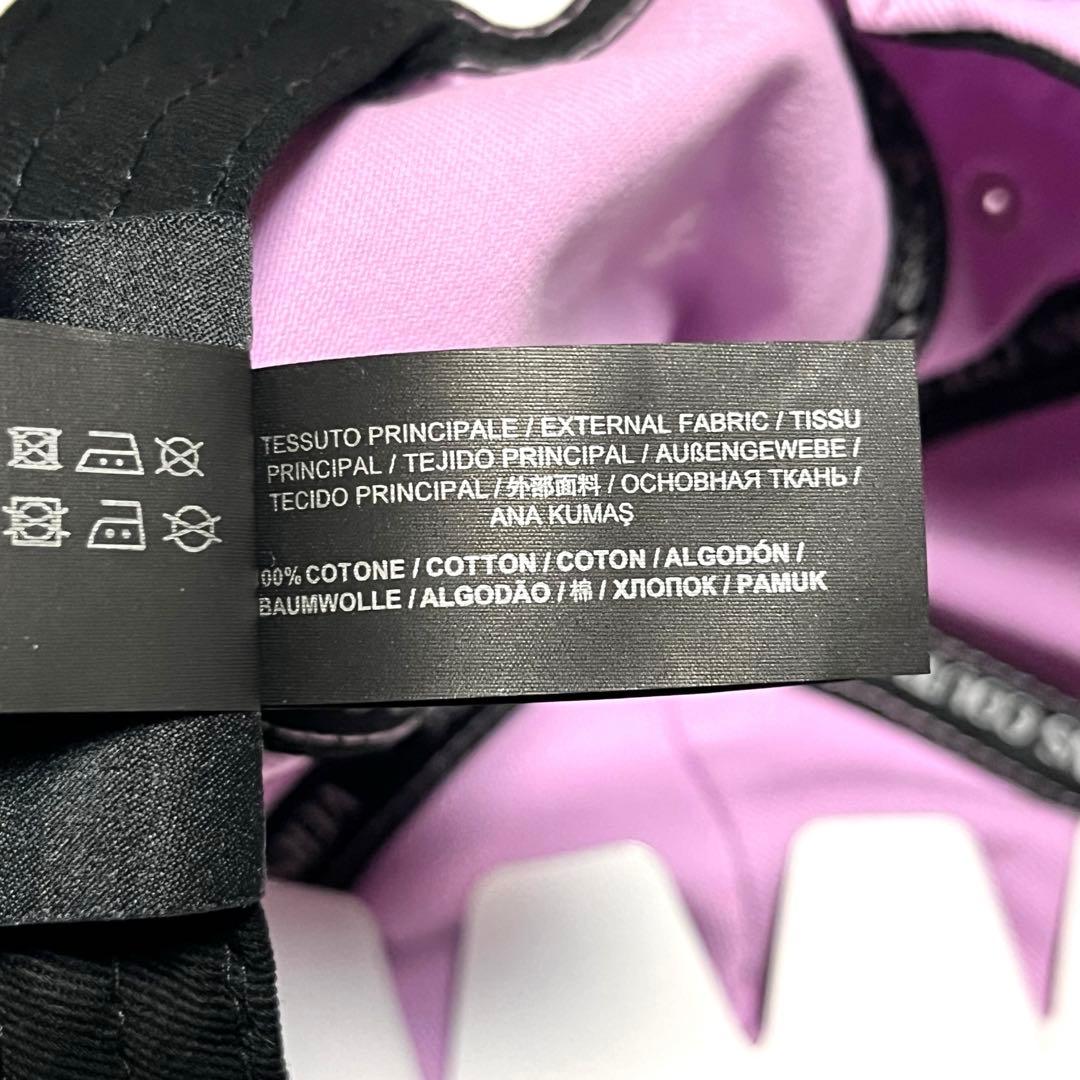 TESSUTO PRINCIPALE / EXTERNAL FABRIC / TISSU
PRINCIPAL / TEJIDO PRINCIPAL / AUßENGEWEBE /
TECIDO PRINCIPAL / 外部面料 / ОСНОВНАЯ ТКАНЬ /
ANA KUMAŞ
100% COTONE / COTTON / COTON / ALGODÓN /
BAUMWOLLE / ALGODÃO / 棉 / ХЛОПОК / PAMUK